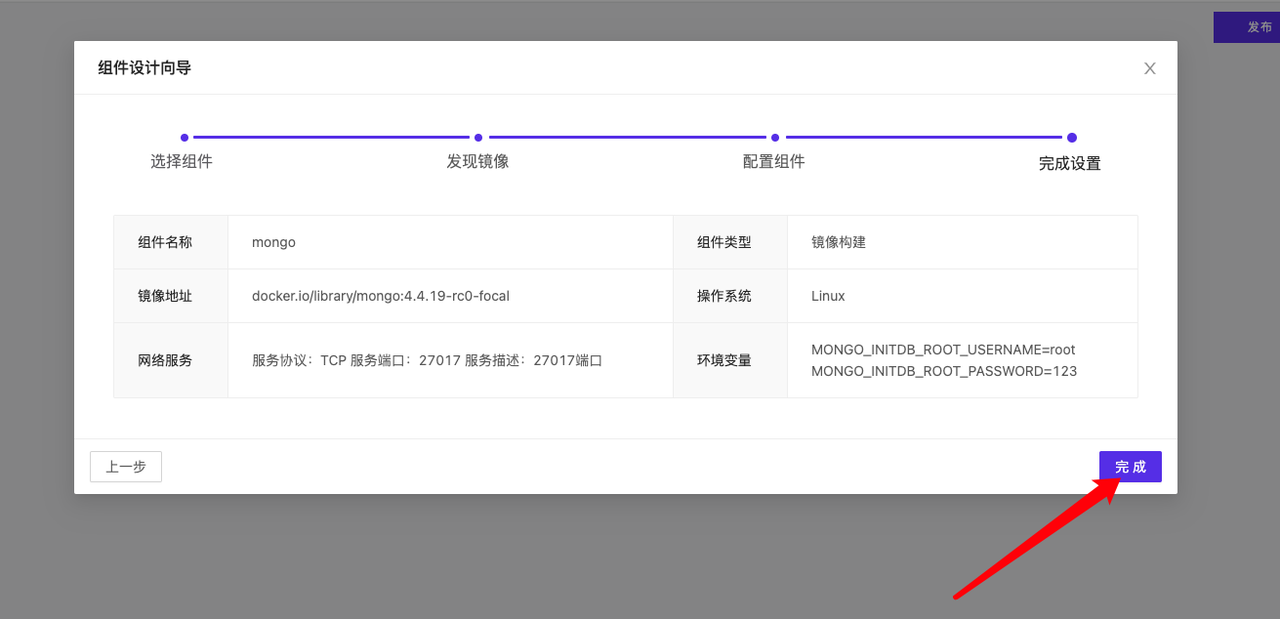 发布
组件设计向导
选择组件 发现镜像 配置组件 完成设置
组件名称 mongo 组件类型 镜像构建
镜像地址 docker.io/library/mongo:4.4.19-rc0-focal 操作系统 Linux
网络服务 服务协议：TCP 服务端口：27017 服务描述：27017端口 环境变量 MONGO_INITDB_ROOT_USERNAME=root
MONGO_INITDB_ROOT_PASSWORD=123
上一步 完 成